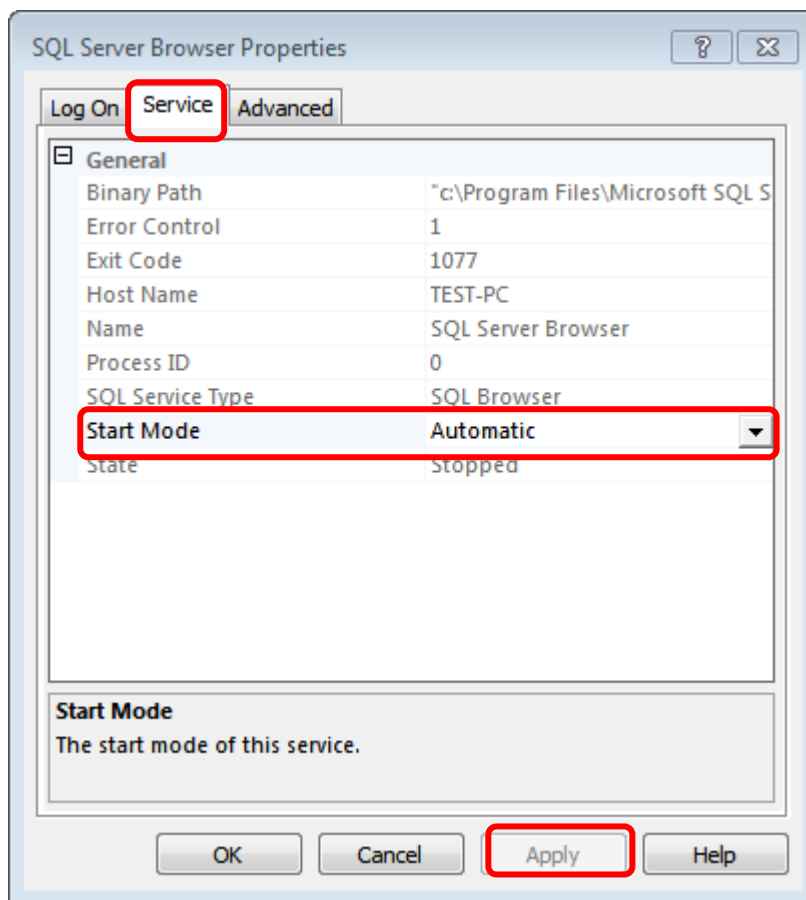 SQL Server Browser Properties
Log On Service Advanced
General
Binary Path "c:\Program Files\Microsoft SQL S
Error Control 1
Exit Code 1077
Host Name TEST-PC
Name SQL Server Browser
Process ID 0
SQL Service Type SQL Browser
Start Mode Automatic
State Stopped
Start Mode
The start mode of this service.
OK Cancel Apply Help